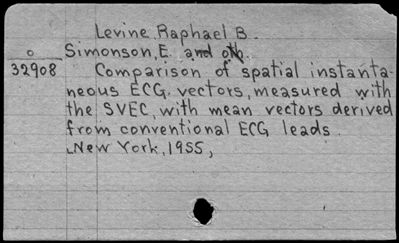 Levine, Raphael B.
o Simonson, E. and oth.
32908 Comparison of spatial instanta-
neous ECG vectors, measured with
the SVEC, with mean vectors derived
from conventional ECG leads.
New York, 1955,